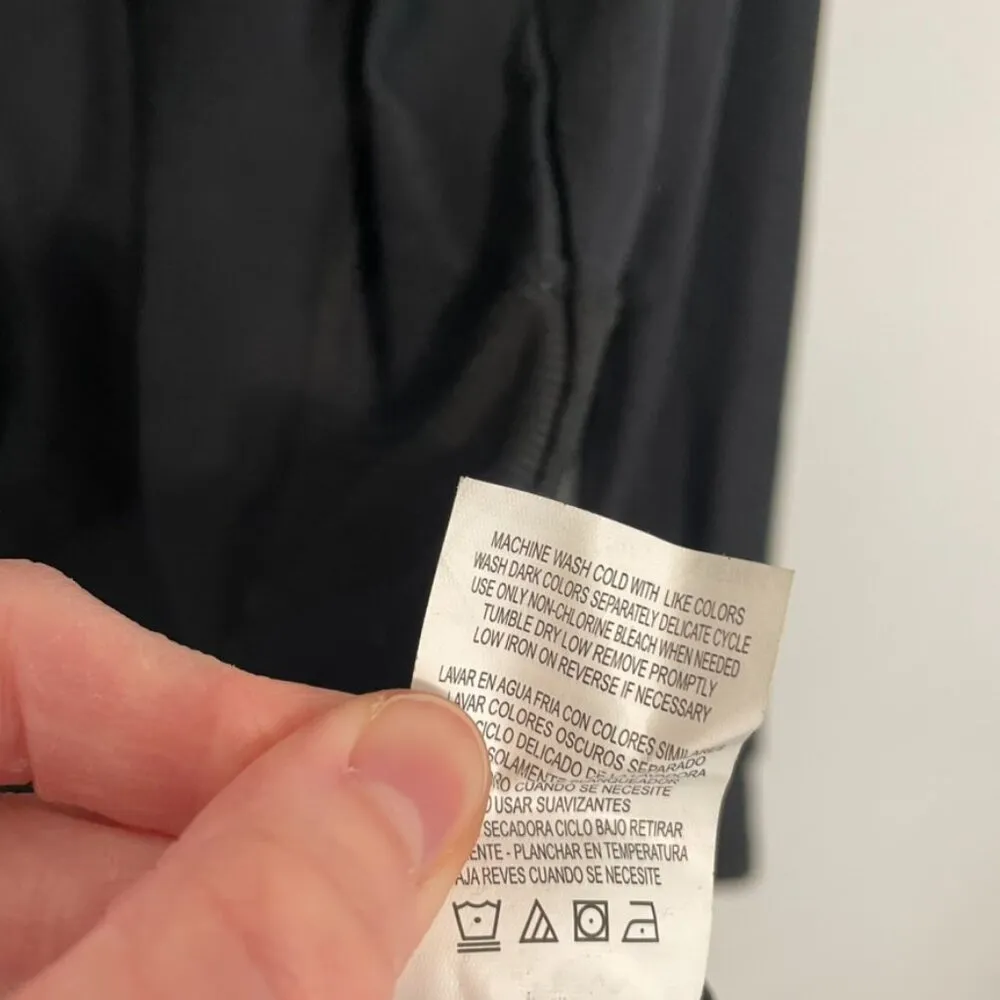 MACHINE WASH COLD WITH LIKE COLORS
WASH DARK COLORS SEPARATELY DELICATE CYCLE
USE ONLY NON-CHLORINE BLEACH WHEN NEEDED
TUMBLE DRY LOW REMOVE PROMPTLY
LOW IRON ON REVERSE IF NECESSARY
LAVAR EN AGUA FRIA CON COLORES SIMILARES
LAVAR COLORES OSCUROS SEPARADO
CICLO DELICADO DE LA LAVADORA
SOLAMENTE BLANQUEADOR
CUANDO SE NECESITE
USAR SUAVIZANTES
SECADORA CICLO BAJO RETIRAR
- PLANCHAR EN TEMPERATURA
REVES CUANDO SE NECESITE